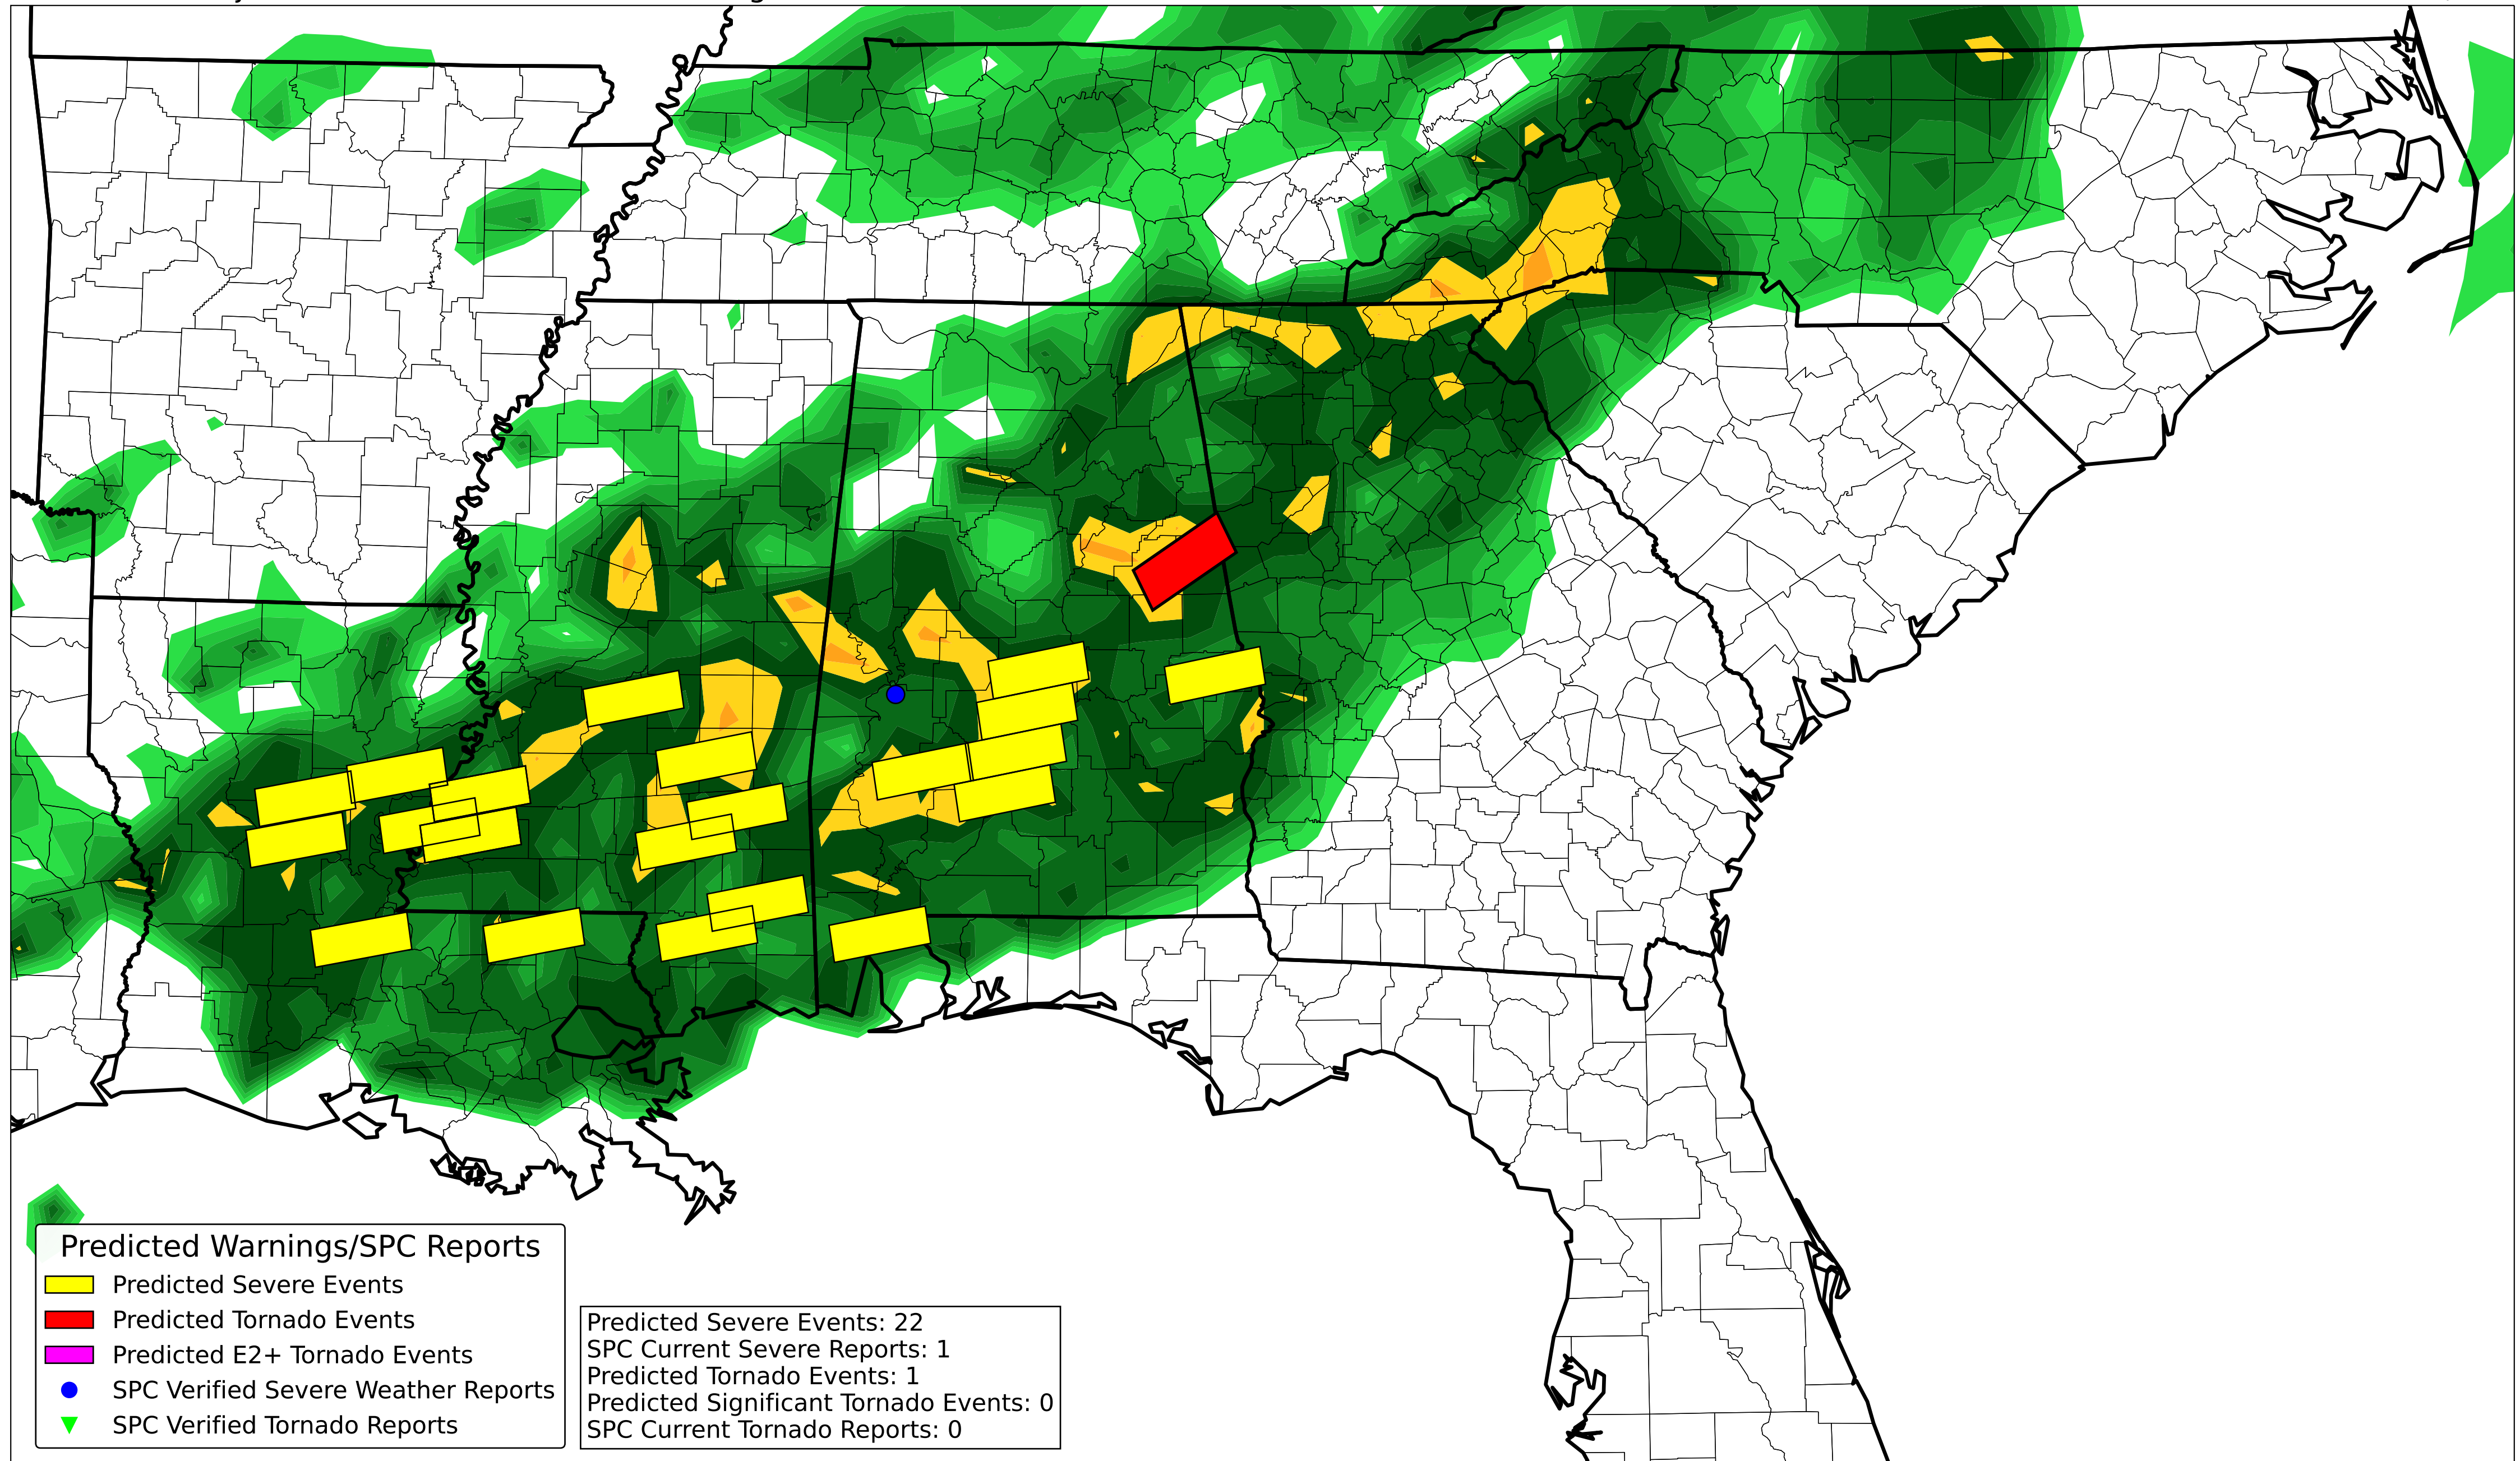 Predicted Warnings/SPC Reports
Predicted Severe Events
Predicted Tornado Events
Predicted E2+ Tornado Events
SPC Verified Severe Weather Reports
SPC Verified Tornado Reports
Predicted Severe Events: 22
SPC Current Severe Reports: 1
Predicted Tornado Events: 1
Predicted Significant Tornado Events: 0
SPC Current Tornado Reports: 0